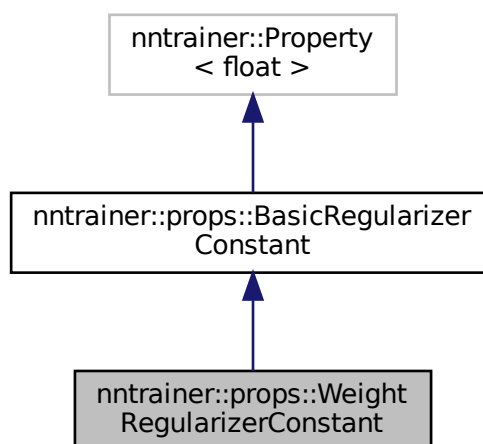 nntrainer::Property
< float >
nntrainer::props::BasicRegularizer
Constant
nntrainer::props::Weight
RegularizerConstant